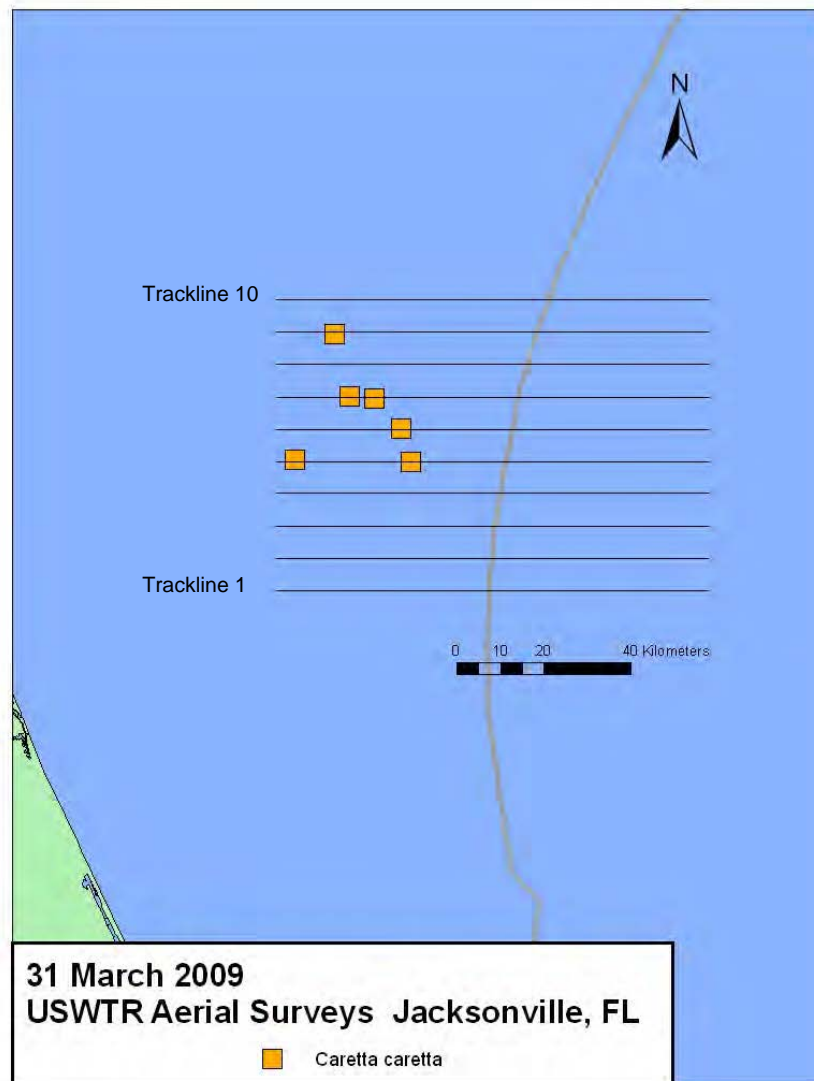 N
Trackline 10
Trackline 1
0 10 20 40 Kilometers
31 March 2009
USWTR Aerial Surveys Jacksonville, FL
Caretta caretta